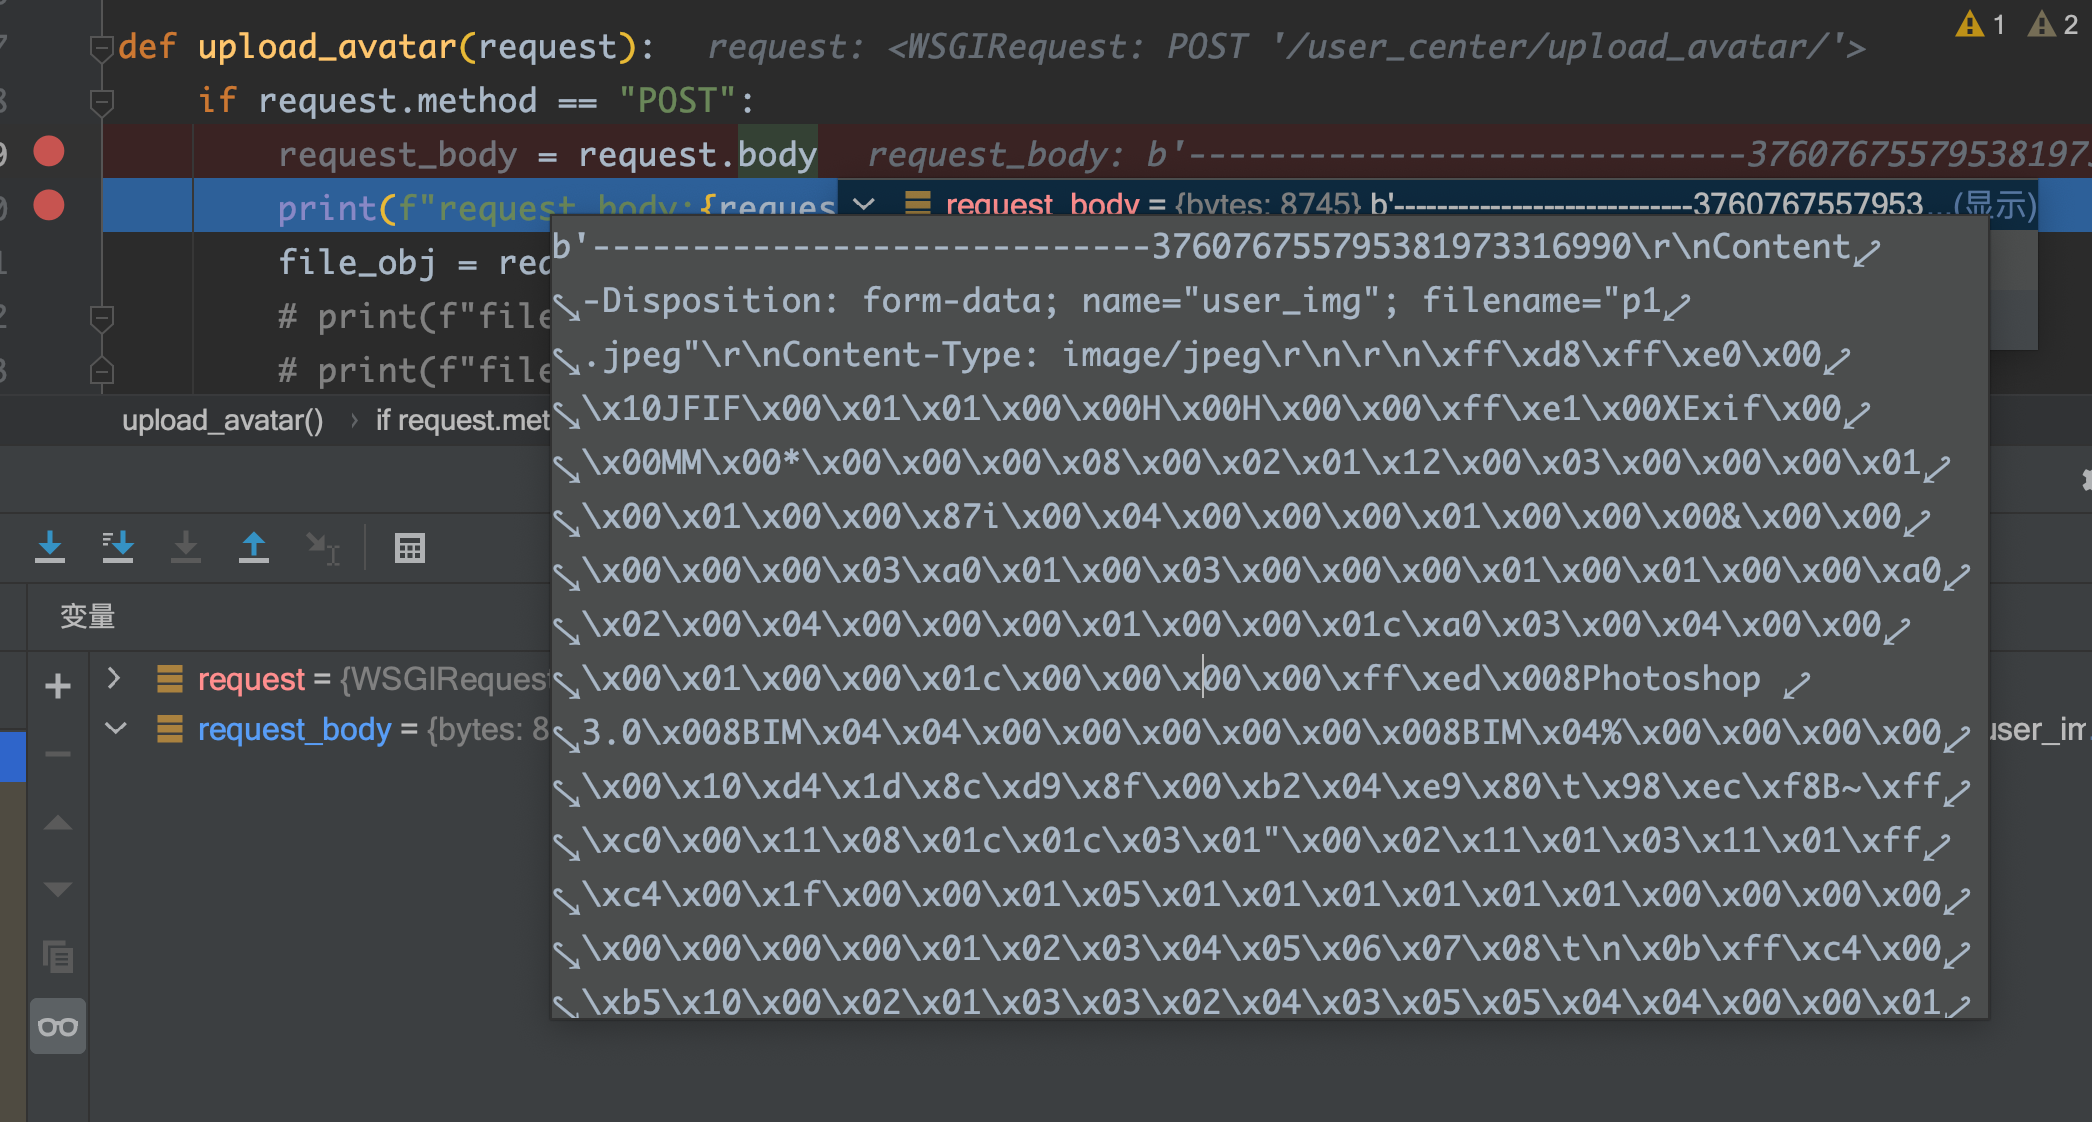 def upload_avatar(request):   request: <WSGIRequest: POST '/user_center/upload_avatar/'>
1
2
if request.method == "POST":
request_body = request.body   request_body: b'----------------------------376076755795381973
print(f"request_body:{reques
request_body = {bytes: 8745} b'----------------------------3760767557953... (显示)
b'----------------------------376076755795381973316990\r\nContent
-Disposition: form-data; name="user_img"; filename="p1
.jpeg"\r\nContent-Type: image/jpeg\r\n\r\n\xff\xd8\xff\xe0\x00
\x10JFIF\x00\x01\x01\x00\x00H\x00H\x00\x00\xff\xe1\x00XExif\x00
\x00MM\x00*\x00\x00\x00\x08\x00\x02\x01\x12\x00\x03\x00\x00\x00\x01
\x00\x01\x00\x00\x87i\x00\x04\x00\x00\x00\x01\x00\x00\x00&\x00\x00
\x00\x00\x00\x03\xa0\x01\x00\x03\x00\x00\x00\x01\x00\x01\x00\x00\xa0
\x02\x00\x04\x00\x00\x00\x01\x00\x00\x01c\xa0\x03\x00\x04\x00\x00
\x00\x01\x00\x00\x01c\x00\x00\x00\x00\xff\xed\x008Photoshop
3.0\x008BIM\x04\x04\x00\x00\x00\x00\x00\x008BIM\x04%\x00\x00\x00\x00
\x00\x10\xd4\x1d\x8c\xd9\x8f\x00\xb2\x04\xe9\x80\t\x98\xec\xf8B~\xff
\xc0\x00\x11\x08\x01c\x01c\x03\x01"\x00\x02\x11\x01\x03\x11\x01\xff
\xc4\x00\x1f\x00\x00\x01\x05\x01\x01\x01\x01\x01\x01\x00\x00\x00\x00
\x00\x00\x00\x00\x01\x02\x03\x04\x05\x06\x07\x08\t\n\x0b\xff\xc4\x00
\xb5\x10\x00\x02\x01\x03\x03\x02\x04\x03\x05\x05\x04\x04\x00\x00\x01
file_obj = req
# print(f"file
# print(f"file
upload_avatar() › if request.met
变量
request = {WSGIRequest
request_body = {bytes: 8
user_im